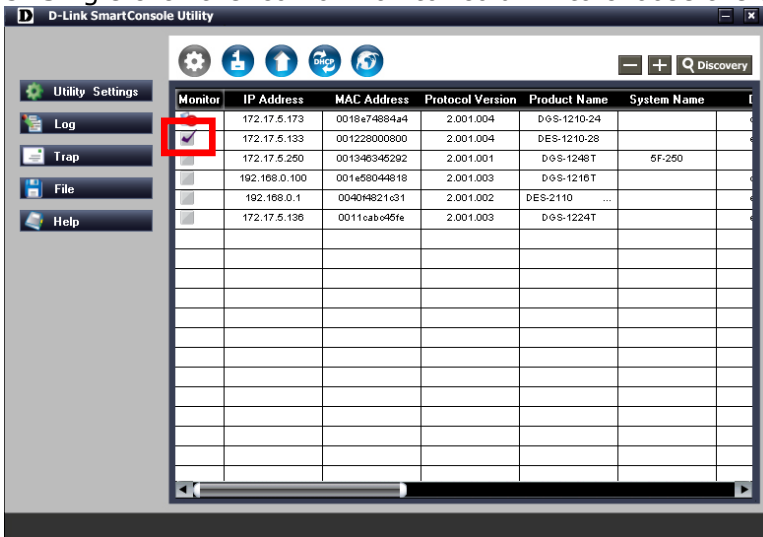 D-Link SmartConsole Utility
DHCP
Discovery
Utility Settings
Log
Trap
File
Help
Monitor IP Address MAC Address Protocol Version Product Name System Name
172.17.5.173 0018e74884a4 2.001.004 DGS-1210-24
172.17.5.133 001228000800 2.001.004 DES-1210-28
172.17.5.250 001346345292 2.001.001 DGS-1248T 5F-250
192.168.0.100 001e58044818 2.001.003 DGS-1216T
192.168.0.1 0040f4821c31 2.001.002 DES-2110 ...
172.17.5.136 0011cabc45fe 2.001.003 DGS-1224T